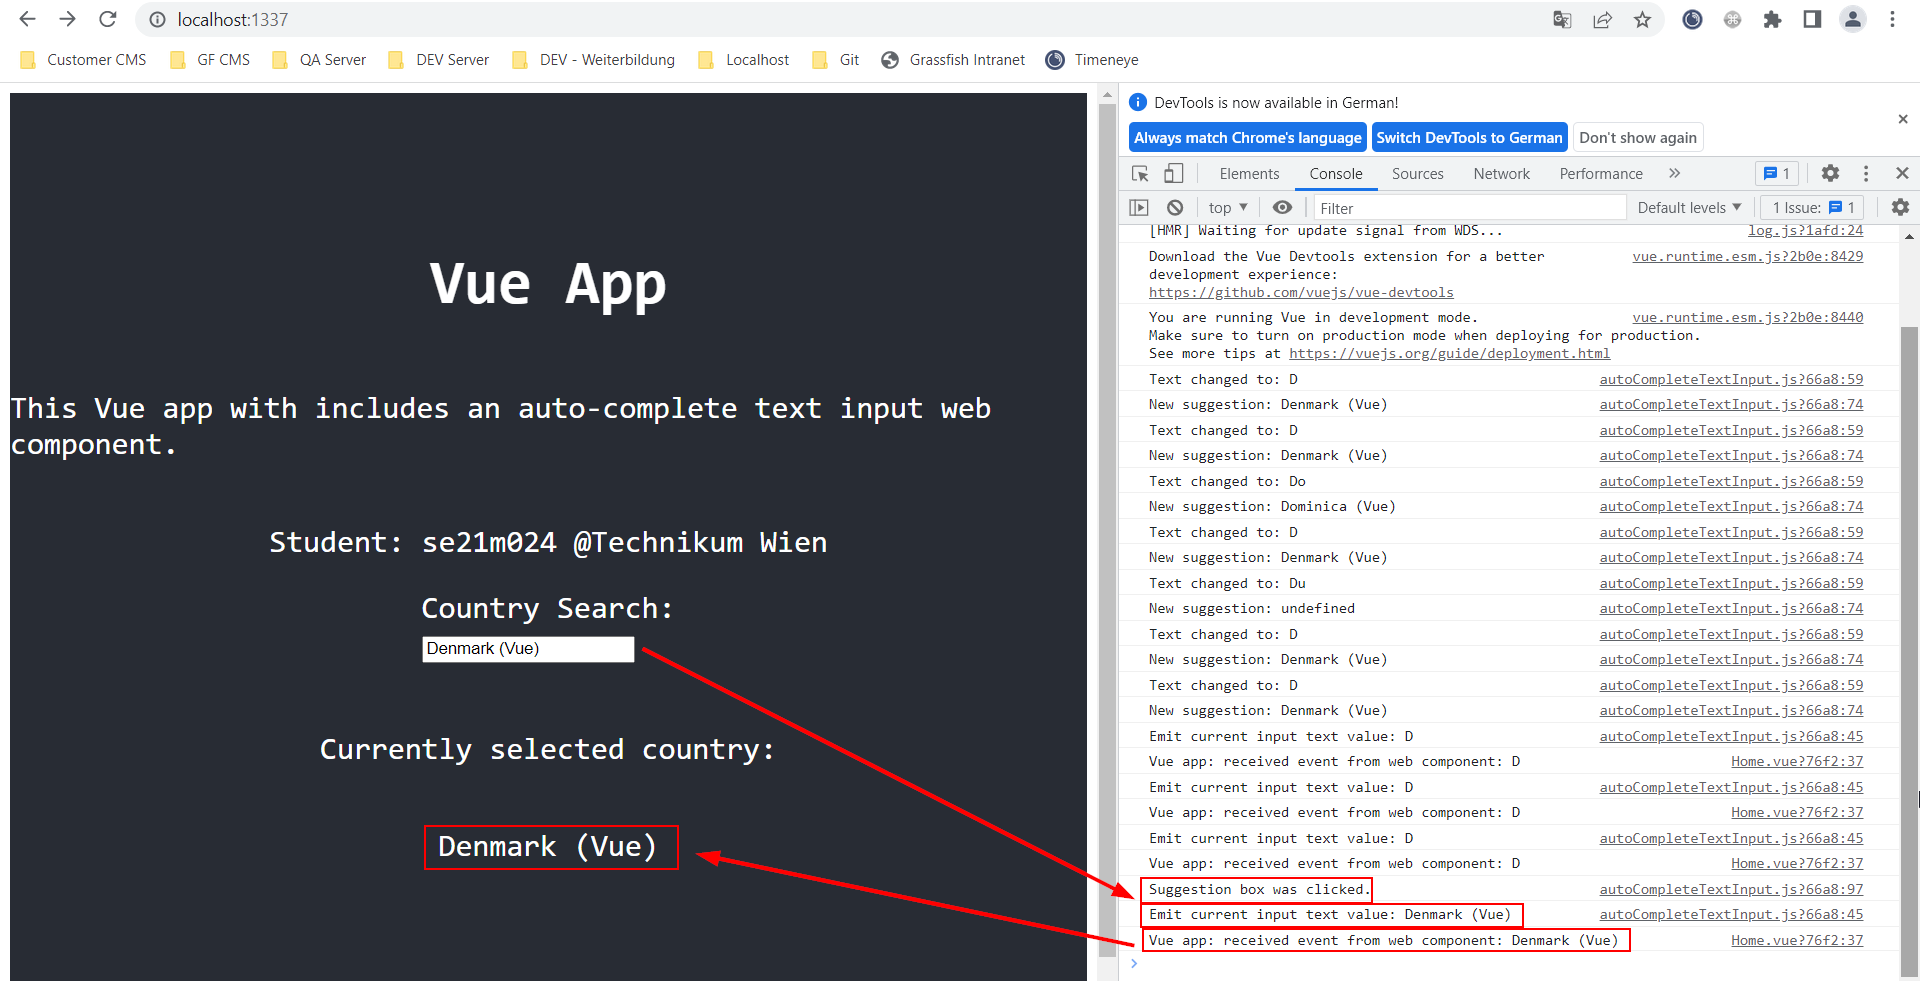 localhost:1337
Customer CMS GF CMS QA Server DEV Server DEV - Weiterbildung Localhost Git Grassfish Intranet Timeneye
Vue App
This Vue app with includes an auto-complete text input web
component.
Student: se21m024 @Technikum Wien
Country Search:
Denmark (Vue)
Currently selected country:
Denmark (Vue)
DevTools is now available in German!
Always match Chrome's language Switch DevTools to German Don't show again
Elements Console Sources Network Performance 1
top Filter Default levels 1 Issue: 1
[HMR] Waiting for update signal from WDS... log.js?1afd:24
Download the Vue Devtools extension for a better vue.runtime.esm.js?2b0e:8429
development experience:
https://github.com/vuejs/vue-devtools
You are running Vue in development mode. vue.runtime.esm.js?2b0e:8440
Make sure to turn on production mode when deploying for production.
See more tips at https://vuejs.org/guide/deployment.html
Text changed to: D autoCompleteTextInput.js?66a8:59
New suggestion: Denmark (Vue) autoCompleteTextInput.js?66a8:74
Text changed to: D autoCompleteTextInput.js?66a8:59
New suggestion: Denmark (Vue) autoCompleteTextInput.js?66a8:74
Text changed to: Do autoCompleteTextInput.js?66a8:59
New suggestion: Dominica (Vue) autoCompleteTextInput.js?66a8:74
Text changed to: D autoCompleteTextInput.js?66a8:59
New suggestion: Denmark (Vue) autoCompleteTextInput.js?66a8:74
Text changed to: Du autoCompleteTextInput.js?66a8:59
New suggestion: undefined autoCompleteTextInput.js?66a8:74
Text changed to: D autoCompleteTextInput.js?66a8:59
New suggestion: Denmark (Vue) autoCompleteTextInput.js?66a8:74
Text changed to: D autoCompleteTextInput.js?66a8:59
New suggestion: Denmark (Vue) autoCompleteTextInput.js?66a8:74
Emit current input text value: D autoCompleteTextInput.js?66a8:45
Vue app: received event from web component: D Home.vue?76f2:37
Emit current input text value: D autoCompleteTextInput.js?66a8:45
Vue app: received event from web component: D Home.vue?76f2:37
Emit current input text value: D autoCompleteTextInput.js?66a8:45
Vue app: received event from web component: D Home.vue?76f2:37
Suggestion box was clicked. autoCompleteTextInput.js?66a8:97
Emit current input text value: Denmark (Vue) autoCompleteTextInput.js?66a8:45
Vue app: received event from web component: Denmark (Vue) Home.vue?76f2:37